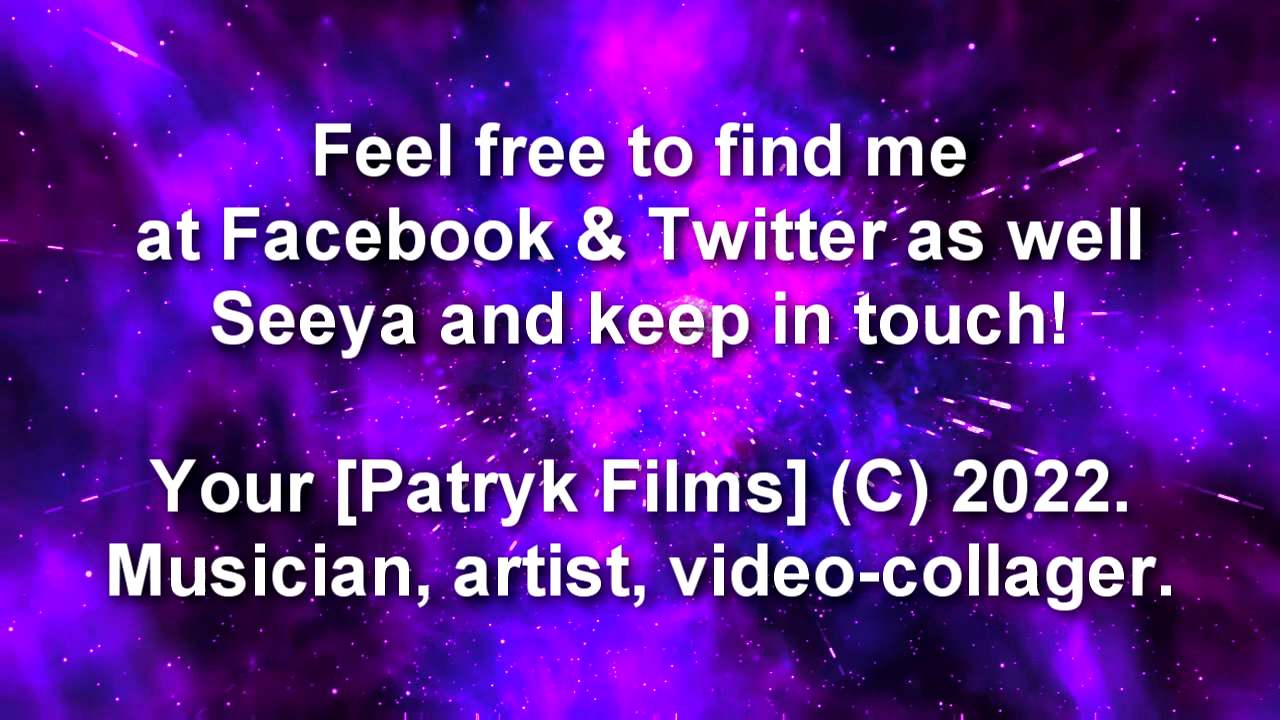 Feel free to find me
at Facebook & Twitter as well
Seeya and keep in touch!
Your [Patryk Films] (C) 2022.
Musician, artist, video-collager.